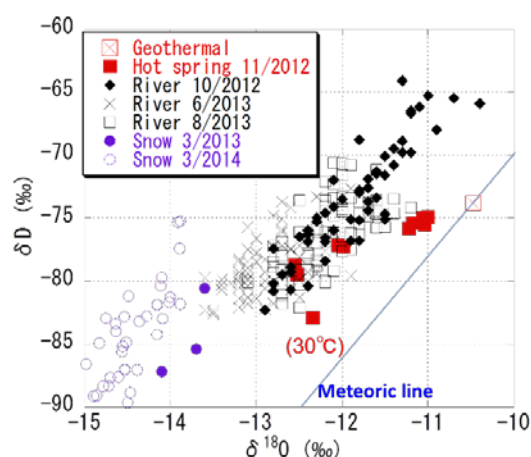 -60
-65
-70
-75
-80
-85
-90
δD (‰)
Geothermal
Hot spring 11/2012
River 10/2012
River 6/2013
River 8/2013
Snow 3/2013
Snow 3/2014
(30℃)
Meteoric line
-15
-14
-13
-12
-11
-10
δ¹⁸O (‰)